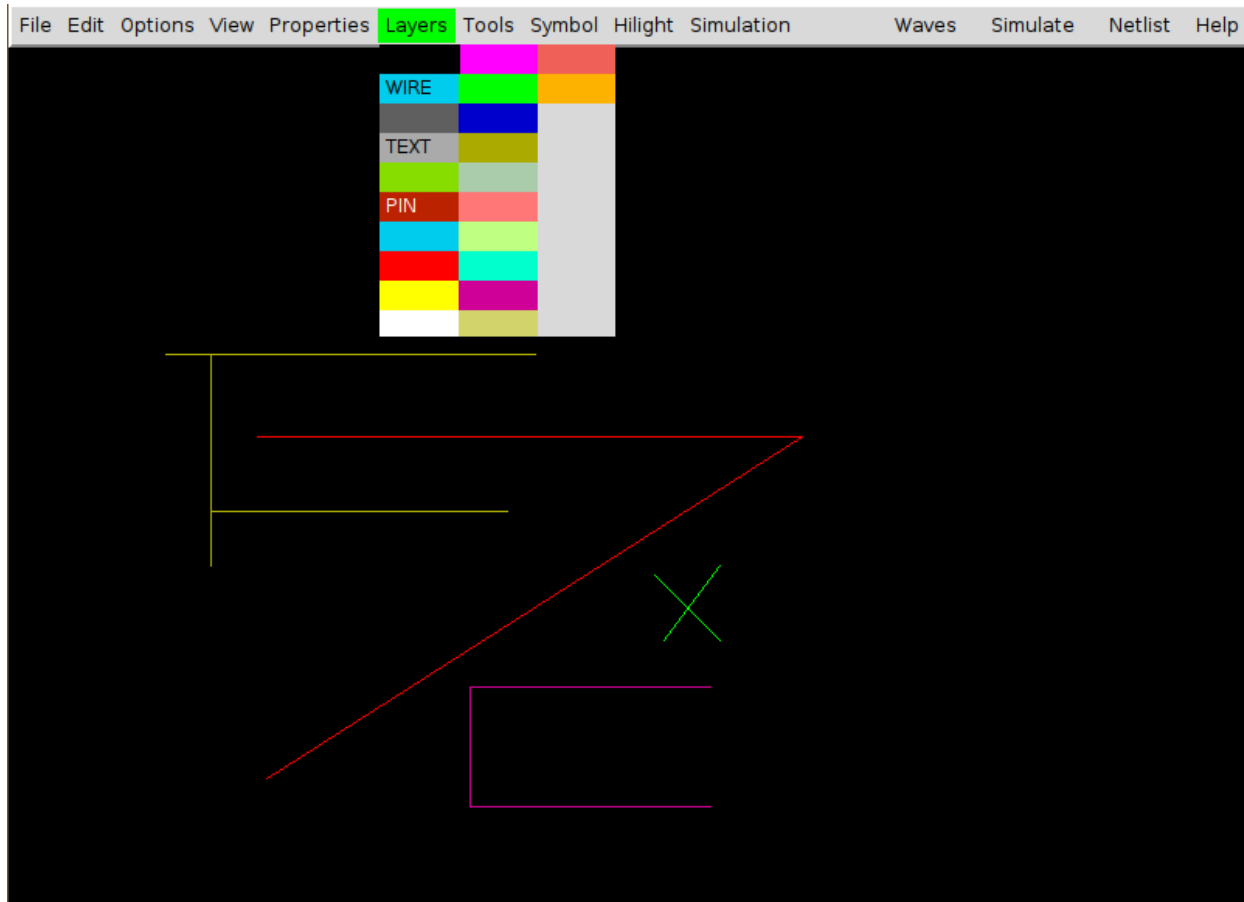 File Edit Options View Properties Layers Tools Symbol Hilight Simulation Waves Simulate Netlist Help
WIRE
TEXT
PIN